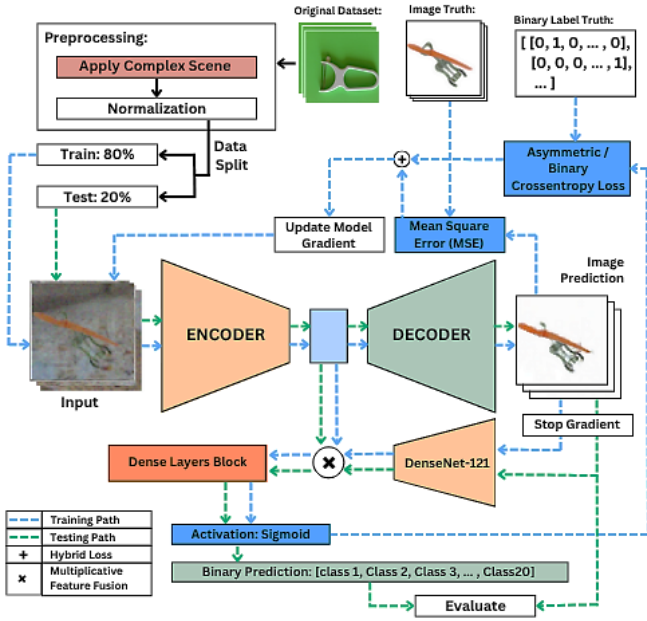 Preprocessing:
Apply Complex Scene
Normalization
Original Dataset:
Image Truth:
Binary Label Truth:
[ [0, 1, 0, ... , 0],
[0, 0, 0, ... , 1],
... ]
Data
Split
Train: 80%
Test: 20%
+
Asymmetric /
Binary
Crossentropy Loss
Update Model
Gradient
Mean Square
Error (MSE)
Image
Prediction
ENCODER
DECODER
Input
Stop Gradient
Dense Layers Block
×
DenseNet-121
Training Path
Testing Path
+ Hybrid Loss
× Multiplicative
Feature Fusion
Activation: Sigmoid
Binary Prediction: [class 1, Class 2, Class 3, ... , Class20]
Evaluate